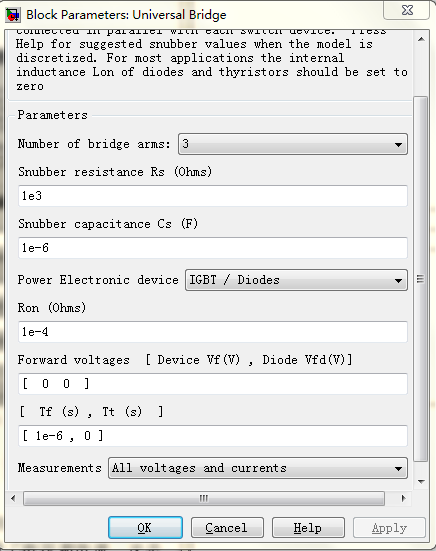 Block Parameters: Universal Bridge
connected in parallel with each switch device. Press
Help for suggested snubber values when the model is
discretized. For most applications the internal
inductance Lon of diodes and thyristors should be set to
zero
Parameters
Number of bridge arms: 3
Snubber resistance Rs (Ohms)
1e3
Snubber capacitance Cs (F)
1e-6
Power Electronic device IGBT / Diodes
Ron (Ohms)
1e-4
Forward voltages [ Device Vf(V) , Diode Vfd(V)]
[ 0 0 ]
[ Tf (s) , Tt (s) ]
[ 1e-6 , 0 ]
Measurements All voltages and currents
OK Cancel Help Apply